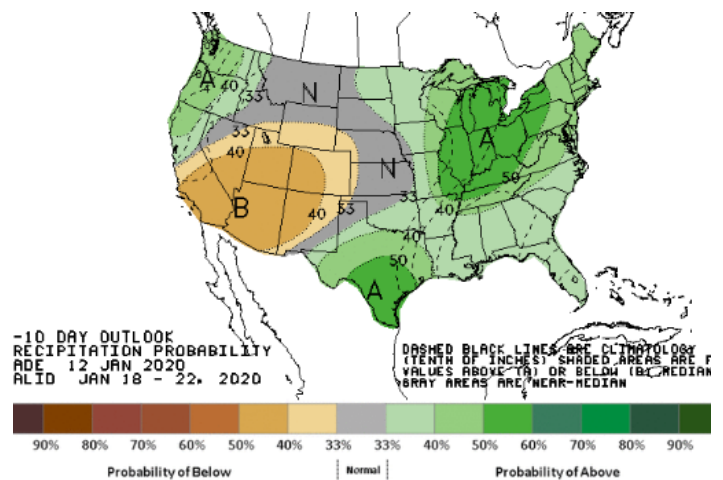 A
40
33
N
33
40
B
N
40
33
33
A
50
40
40
50
A
-10 DAY OUTLOOK
RECIPITATION PROBABILITY
ADE 12 JAN 2020
ALID JAN 18 - 22, 2020
DASHED BLACK LINES ARE CLIMATOLOGY
(TENTH OF INCHES) SHADED AREAS ARE F
VALUES ABOVE (A) OR BELOW (B) MEDIAN
GRAY AREAS ARE NEAR-MEDIAN
90% 80% 70% 60% 50% 40% 33% 33% 40% 50% 60% 70% 80% 90%
Probability of Below Normal Probability of Above